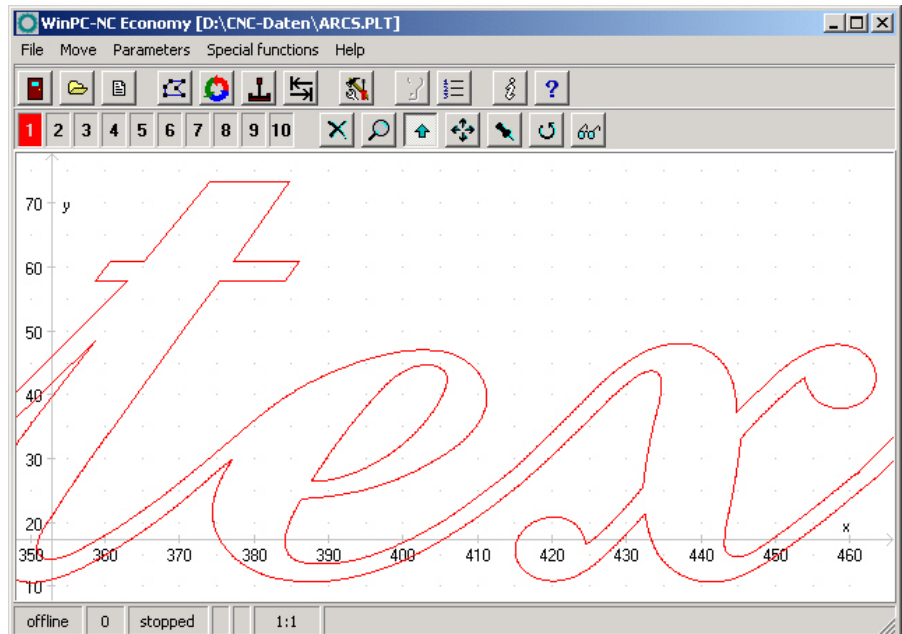 WinPC-NC Economy [D:\CNC-Daten\ARCS.PLT]
File Move Parameters Special functions Help
1 2 3 4 5 6 7 8 9 10
y
70
60
50
40
30
20
10
x
350 360 370 380 390 400 410 420 430 440 450 460
tex
offline 0 stopped 1:1